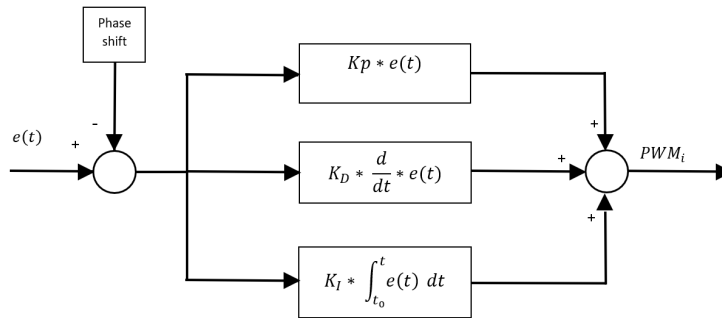 Phase
shift
Kp ∗ e(t)
-
+
e(t)
+
+
K_D ∗ d/dt ∗ e(t)
PWM_i
+
K_I ∗ ∫_{t_0}^{t} e(t) dt